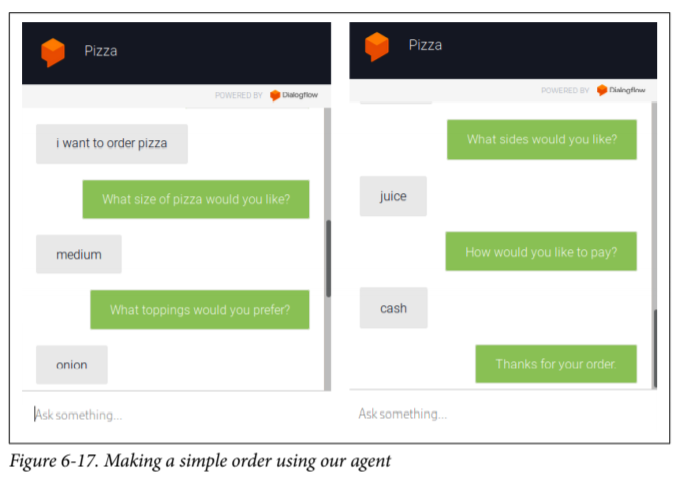 Pizza
POWERED BY Dialogflow
i want to order pizza
What size of pizza would you like?
medium
What toppings would you prefer?
onion
Ask something...
Pizza
POWERED BY Dialogflow
What sides would you like?
juice
How would you like to pay?
cash
Thanks for your order.
Ask something...
Figure 6-17. Making a simple order using our agent